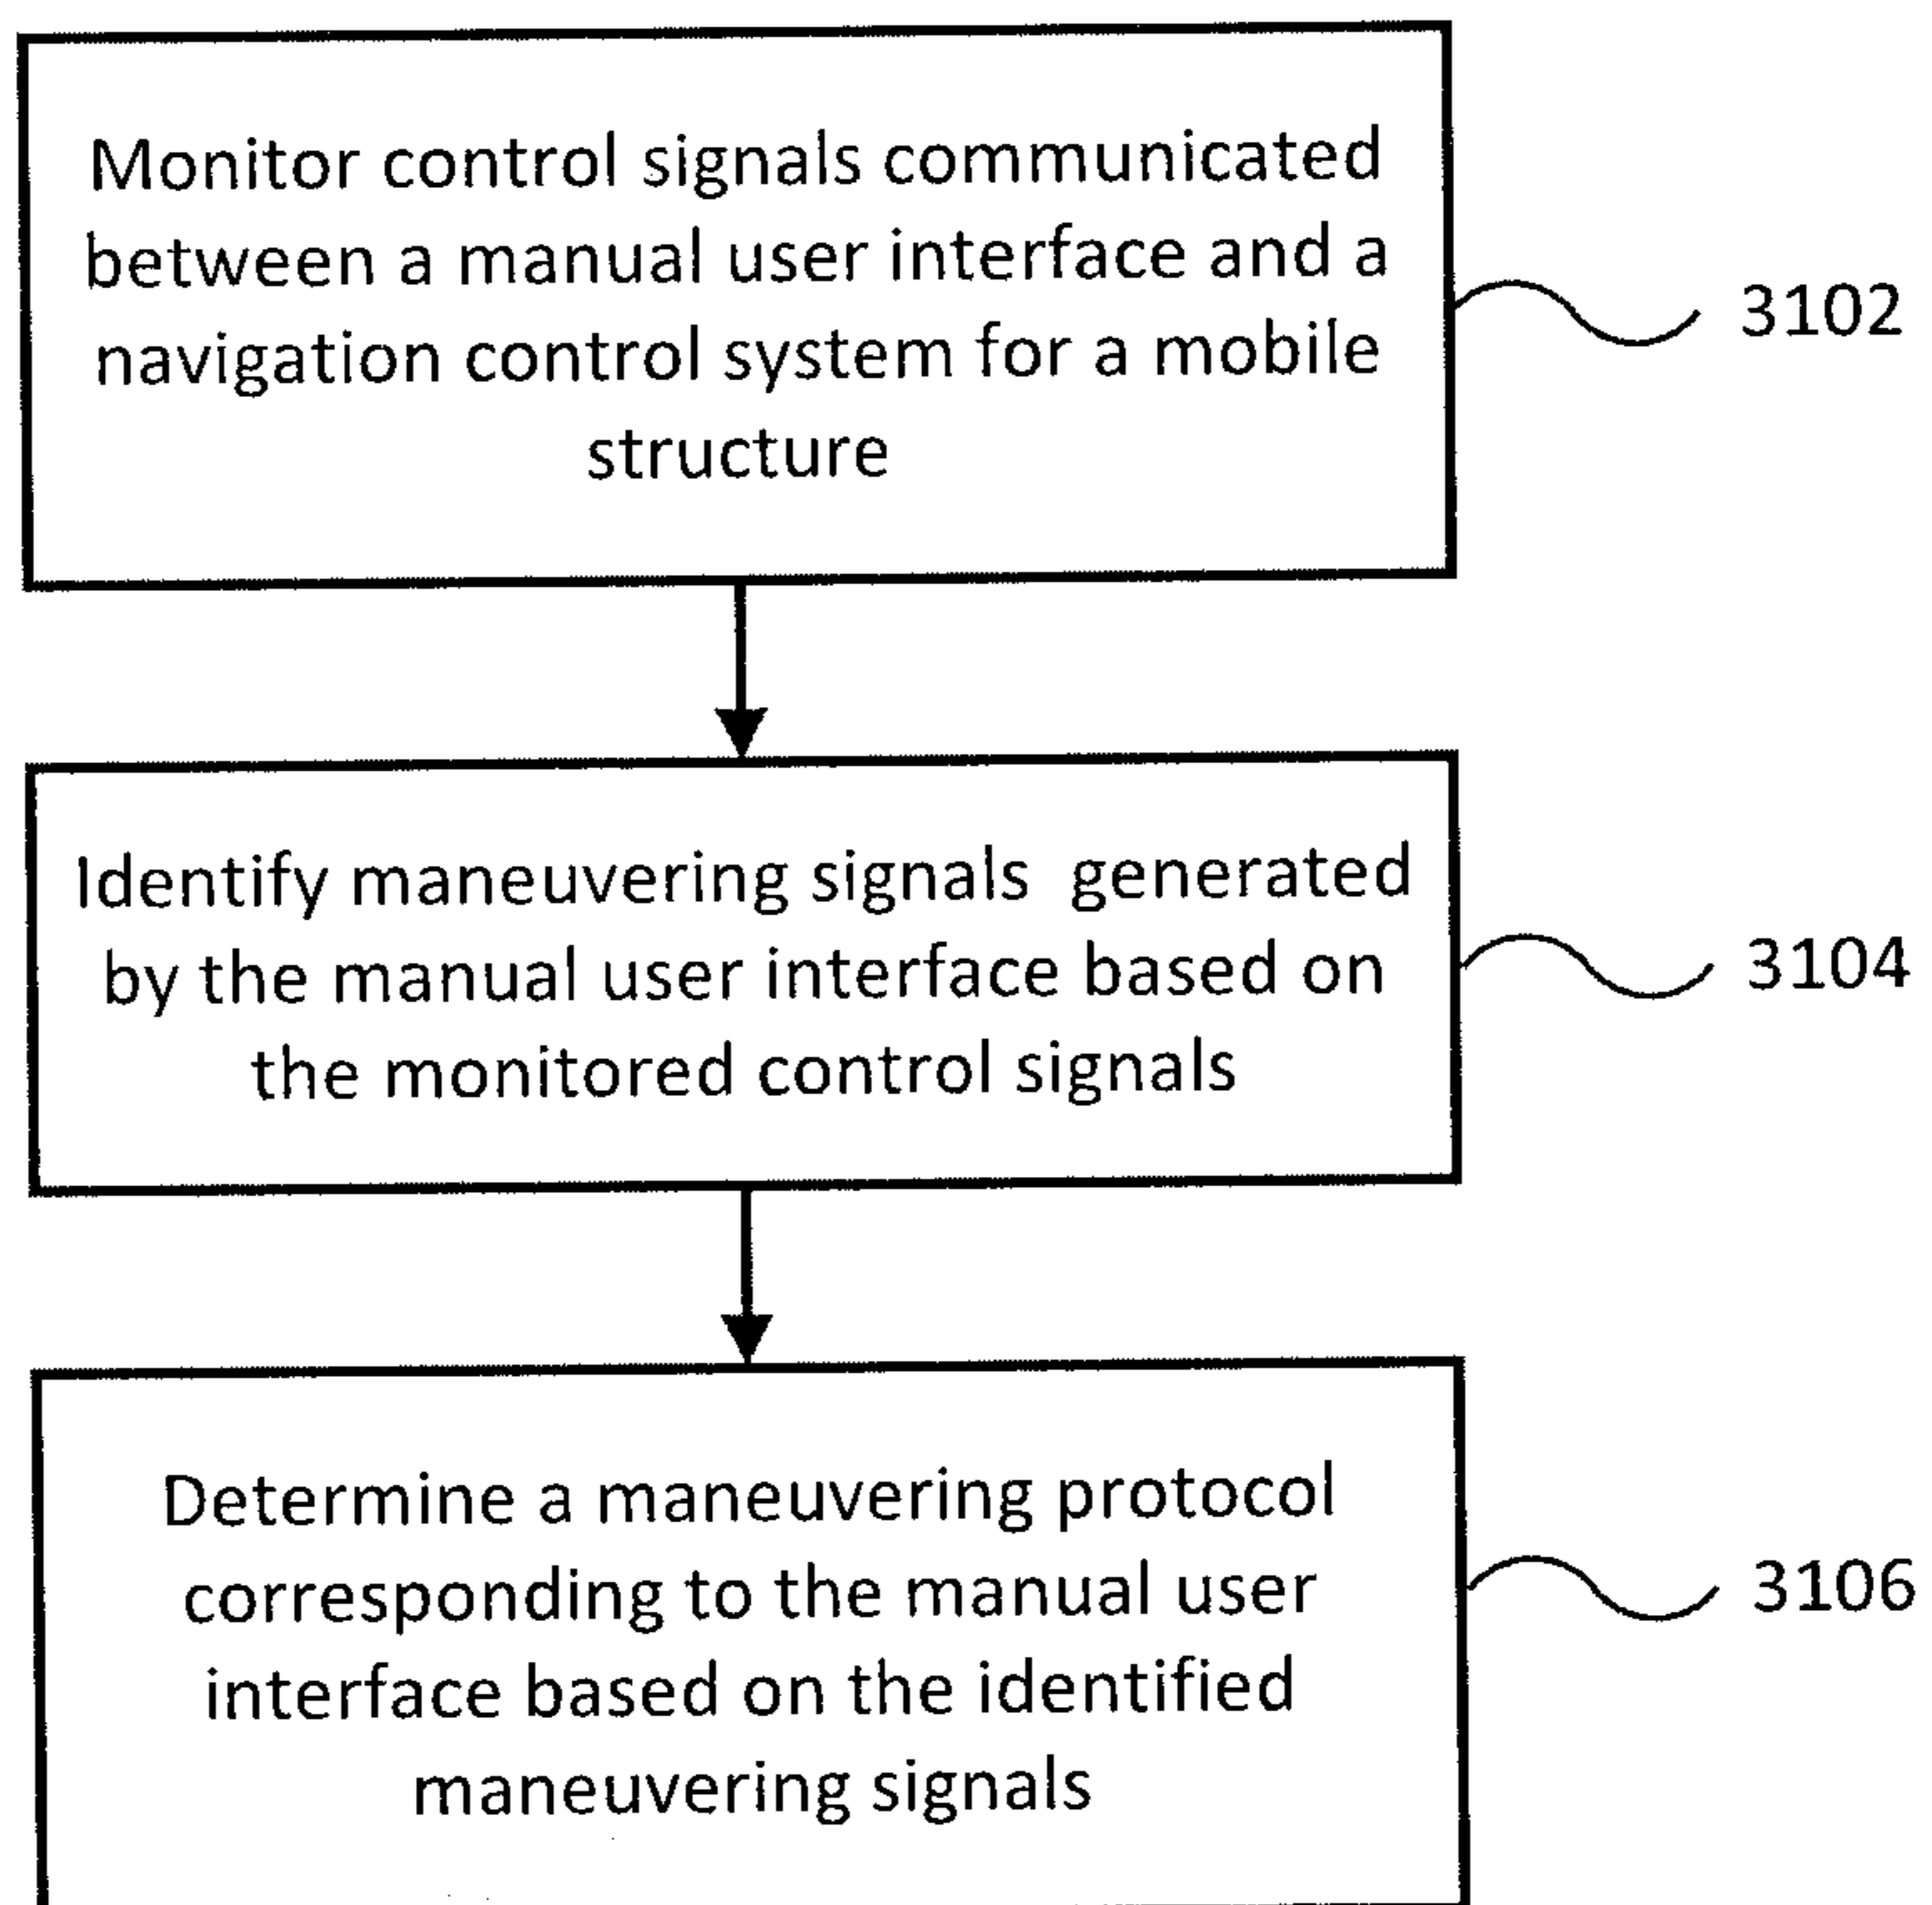 Monitor control signals communicated
between a manual user interface and a
navigation control system for a mobile
structure
3102
Identify maneuvering signals generated
by the manual user interface based on
the monitored control signals
3104
Determine a maneuvering protocol
corresponding to the manual user
interface based on the identified
maneuvering signals
3106